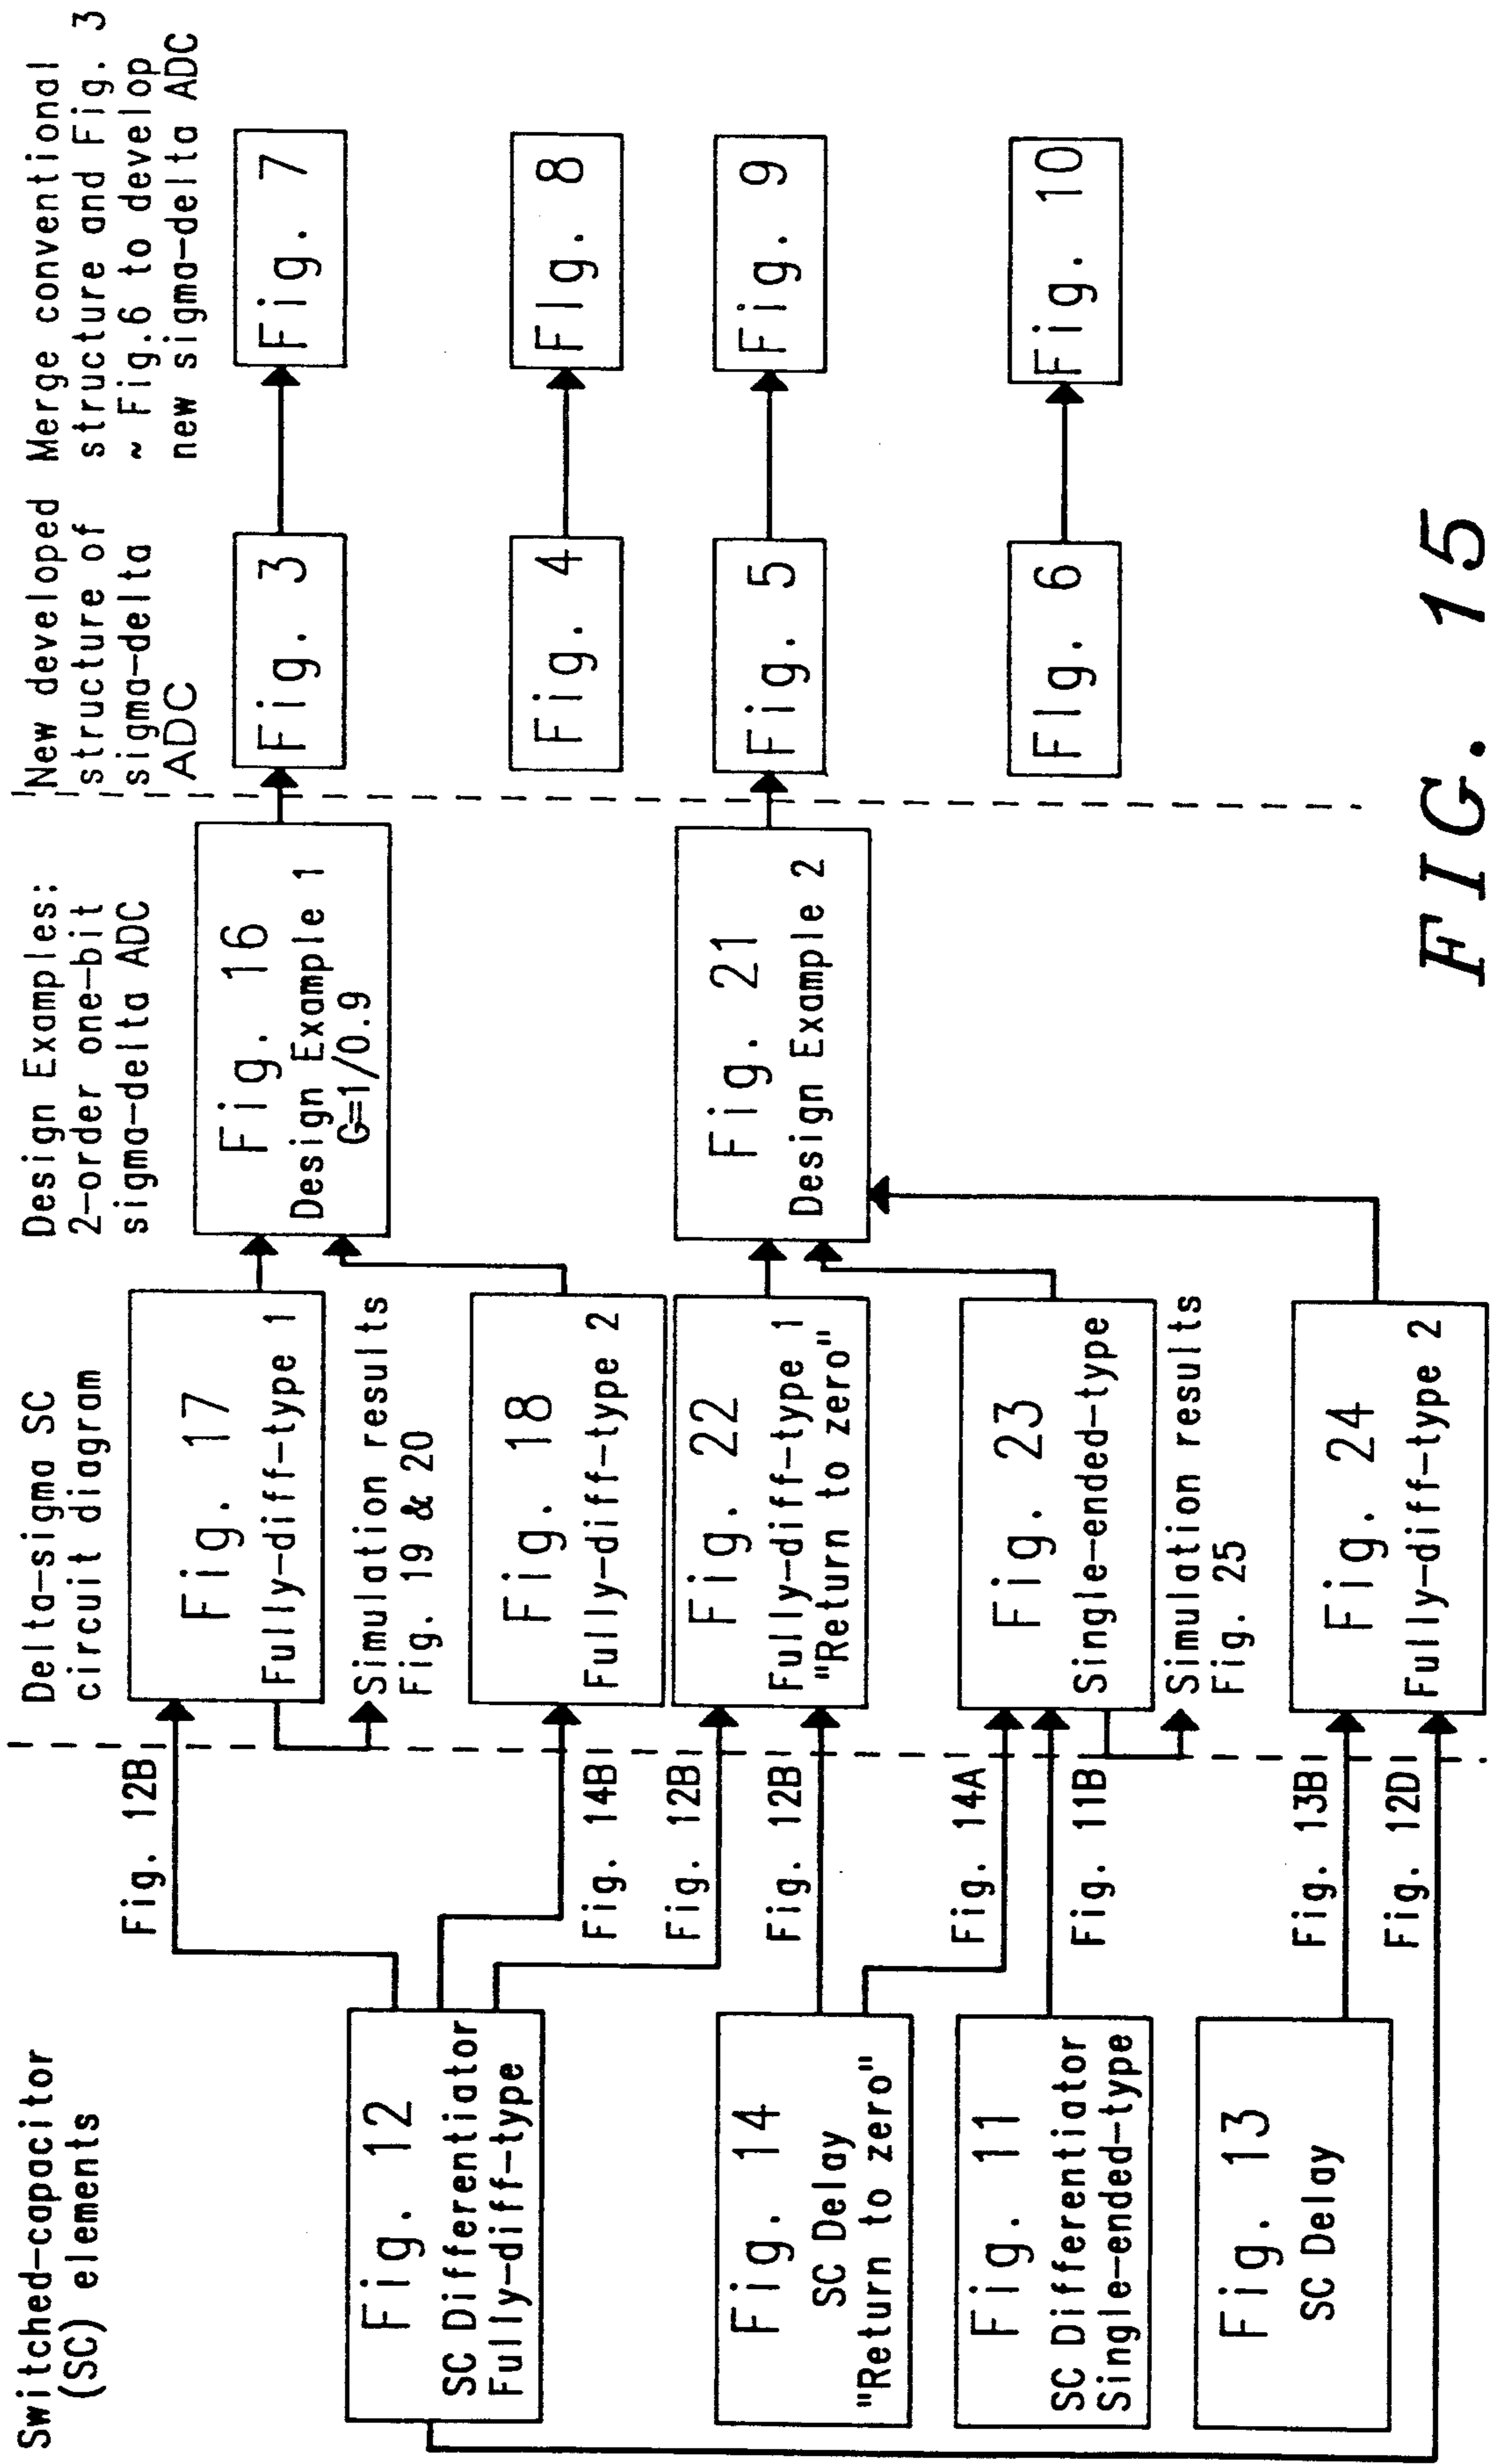 Switched-capacitor
(SC) elements
Fig. 12
SC Differentiator
Fully-diff-type
Fig. 14
SC Delay
"Return to zero"
Fig. 11
SC Differentiator
Single-ended-type
Fig. 13
SC Delay
Fig. 12B
Fig. 14B
Fig. 12B
Fig. 12B
Fig. 14A
Fig. 11B
Fig. 13B
Fig. 12D
Delta-sigma SC
circuit diagram
Fig. 17
Fully-diff-type 1
Simulation results
Fig. 19 & 20
Fig. 18
Fully-diff-type 2
Fig. 22
Fully-diff-type 1
"Return to zero"
Fig. 23
Single-ended-type
Simulation results
Fig. 25
Fig. 24
Fully-diff-type 2
Design Examples:
2-order one-bit
sigma-delta ADC
Fig. 16
Design Example 1
G=1/0.9
Fig. 21
Design Example 2
New developed
structure of
sigma-delta
ADC
Fig. 3
Fig. 4
Fig. 5
FIg. 6
Merge conventional
structure and Fig. 3
~ Fig.6 to develop
new sigma-delta ADC
Fig. 7
FIg. 8
Fig. 9
Fig. 10
FIG. 15